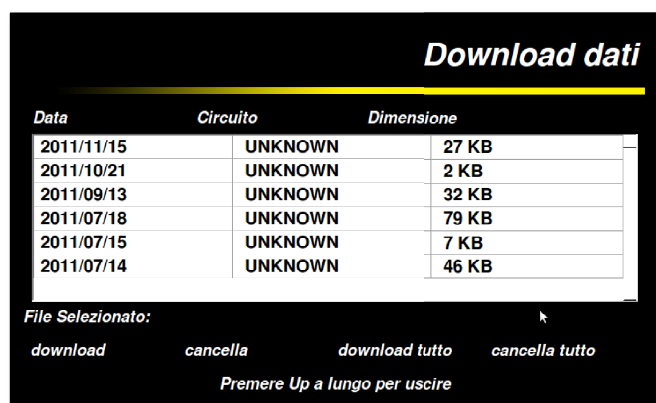 Download dati
Data Circuito Dimensione
2011/11/15 UNKNOWN 27 KB
2011/10/21 UNKNOWN 2 KB
2011/09/13 UNKNOWN 32 KB
2011/07/18 UNKNOWN 79 KB
2011/07/15 UNKNOWN 7 KB
2011/07/14 UNKNOWN 46 KB
File Selezionato:
download cancella download tutto cancella tutto
Premere Up a lungo per uscire